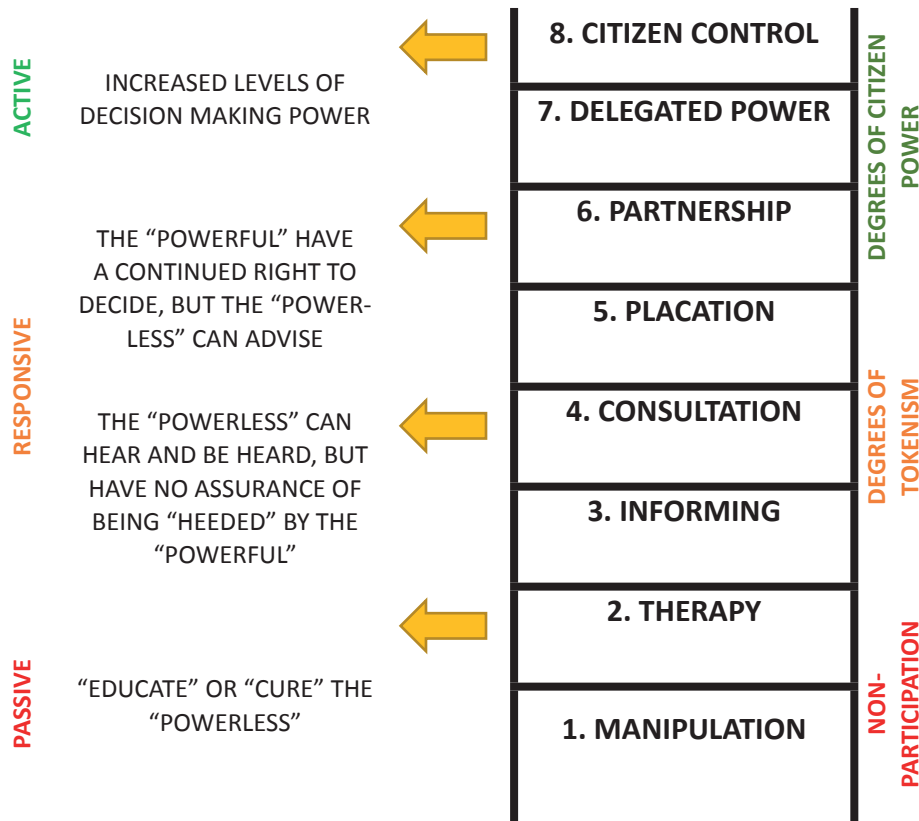 ACTIVE
RESPONSIVE
PASSIVE
INCREASED LEVELS OF
DECISION MAKING POWER
THE “POWERFUL” HAVE
A CONTINUED RIGHT TO
DECIDE, BUT THE “POWER-
LESS” CAN ADVISE
THE “POWERLESS” CAN
HEAR AND BE HEARD, BUT
HAVE NO ASSURANCE OF
BEING “HEEDED” BY THE
“POWERFUL”
“EDUCATE” OR “CURE” THE
“POWERLESS”
8. CITIZEN CONTROL
7. DELEGATED POWER
6. PARTNERSHIP
5. PLACATION
4. CONSULTATION
3. INFORMING
2. THERAPY
1. MANIPULATION
DEGREES OF CITIZEN
POWER
DEGREES OF
TOKENISM
NON-
PARTICIPATION